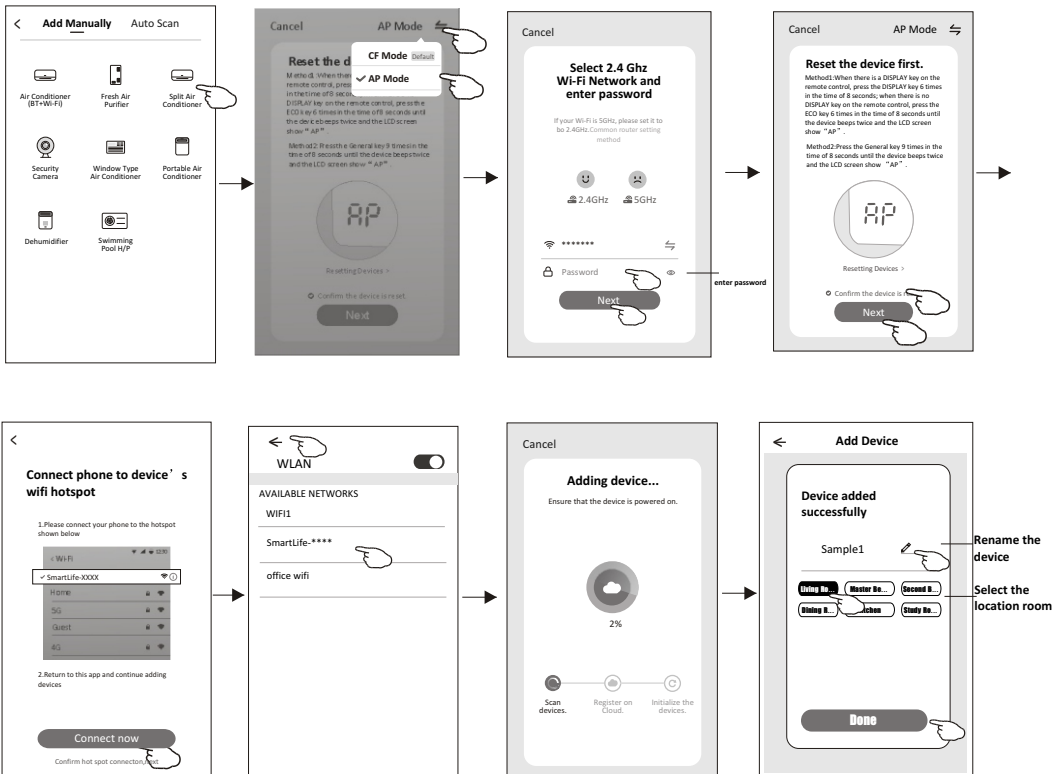 Add Manually Auto Scan
Air Conditioner
(BT+Wi-Fi)
Fresh Air
Purifier
Split Air
Conditioner
Security
Camera
Window Type
Air Conditioner
Portable Air
Conditioner
Dehumidifier
Swimming
Pool H/P
Cancel AP Mode
CF Mode Default
AP Mode
Reset the d
Method1:When then
remote control, press
in the time of 8 secon
DISPLAY key on the remote control, press the
ECO key 6 times in the time of 8 seconds until
the device beeps twice and the LCD screen
show “AP”.
Method2:Press the General key 9 times in the
time of 8 seconds until the device beeps twice
and the LCD screen show “AP”.
AP
Resetting Devices >
Confirm the device is reset
Next
Cancel
Select 2.4 Ghz
Wi-Fi Network and
enter password
If your Wi-Fi is 5GHz, please set it to
be 2.4GHz.Common router setting
method
2.4GHz 5GHz
*******
Password
enter password
Next
Cancel AP Mode
Reset the device first.
Method1:When there is a DISPLAY key on the
remote control, press the DISPLAY key 6 times
in the time of 8 seconds; when there is no
DISPLAY key on the remote control, press the
ECO key 6 times in the time of 8 seconds until
the device beeps twice and the LCD screen
show “AP”.
Method2:Press the General key 9 times in the
time of 8 seconds until the device beeps twice
and the LCD screen show “AP”.
AP
Resetting Devices >
Confirm the device is r
Next
Connect phone to device's
wifi hotspot
1.Please connect your phone to the hotspot
shown below
12:30
< Wi-Fi
SmartLife-XXXX
Home
5G
Guest
4G
2.Return to this app and continue adding
devices
Connect now
Confirm hot spot connecton,next
WLAN
AVAILABLE NETWORKS
WIFI1
SmartLife-****
office wifi
Cancel
Adding device...
Ensure that the device is powered on.
2%
Scan
devices.
Register on
Cloud.
Initialize the
devices.
Add Device
Device added
successfully
Sample1
Rename the
device
Living Ro... Master Bo... Second B...
Dining R... tchen Study Ro...
Select the
location room
Done